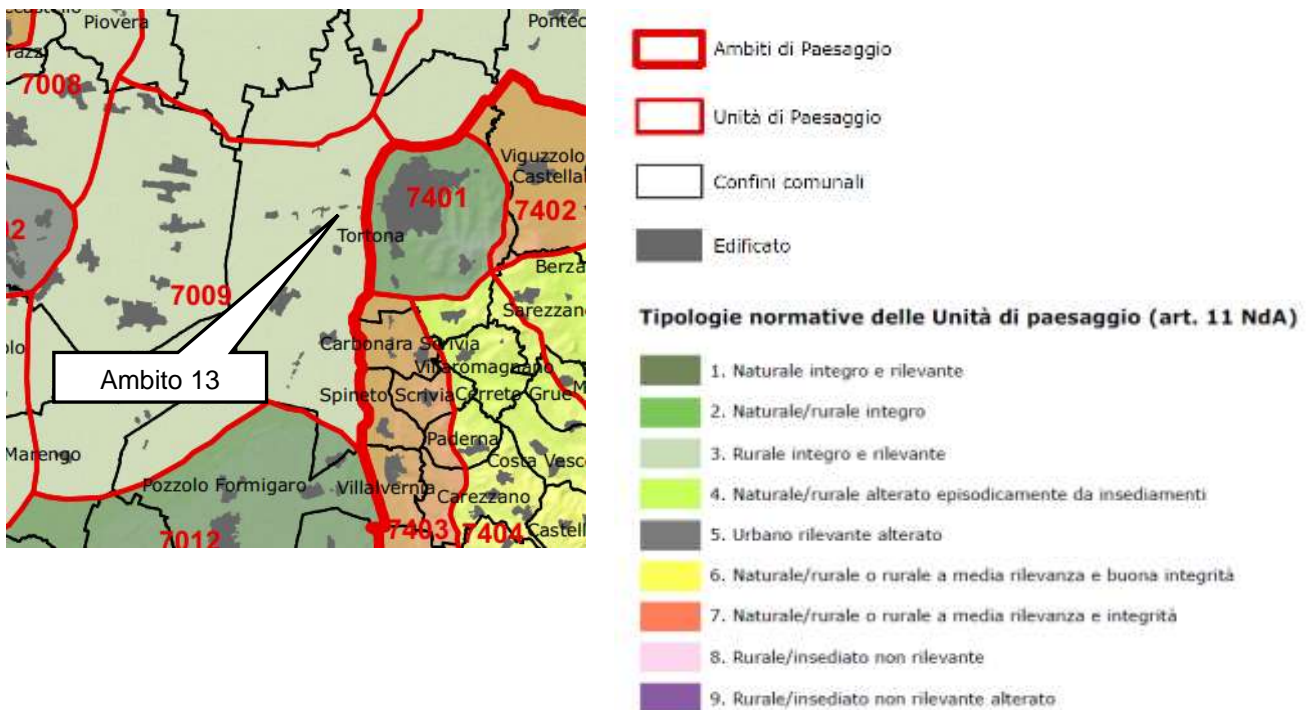 Piovera
Pontec
7008
Viguzzolo
Castella
7401
7402
Tortona
Berza
7009
Sarezzan
Carbonara Scrivia
Ambito 13
Villaromagnano
Spineto Scrivia
Cerreto Grue
M
Paderna
Marengo
Costa Vesc
Pozzolo Formigaro
Villalvernia
Carezzano
7012
7403
7404
Castell
Ambiti di Paesaggio
Unità di Paesaggio
Confini comunali
Edificato
Tipologie normative delle Unità di paesaggio (art. 11 NdA)
1. Naturale integro e rilevante
2. Naturale/rurale integro
3. Rurale integro e rilevante
4. Naturale/rurale alterato episodicamente da insediamenti
5. Urbano rilevante alterato
6. Naturale/rurale o rurale a media rilevanza e buona integrità
7. Naturale/rurale o rurale a media rilevanza e integrità
8. Rurale/insediato non rilevante
9. Rurale/insediato non rilevante alterato